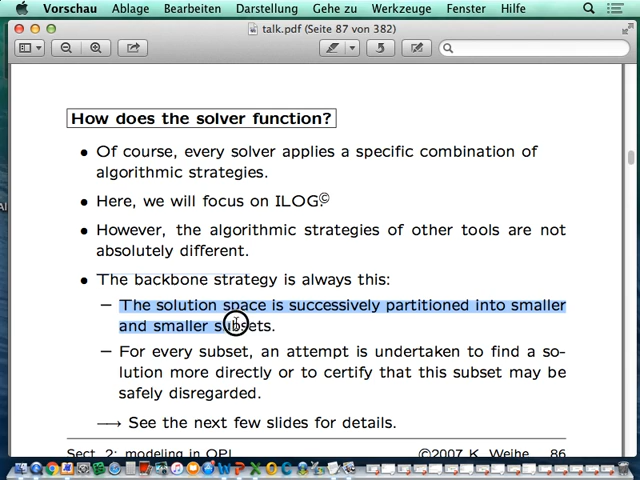 Vorschau Ablage Bearbeiten Darstellung Gehe zu Werkzeuge Fenster Hilfe
talk.pdf (Seite 87 von 382)
How does the solver function?
• Of course, every solver applies a specific combination of
algorithmic strategies.
• Here, we will focus on ILOG©.
• However, the algorithmic strategies of other tools are not
absolutely different.
• The backbone strategy is always this:
– The solution space is successively partitioned into smaller
and smaller subsets.
– For every subset, an attempt is undertaken to find a so-
lution more directly or to certify that this subset may be
safely disregarded.
⟶ See the next few slides for details.
Sect. 2: modeling in OPL ©2007 K. Weihe 86